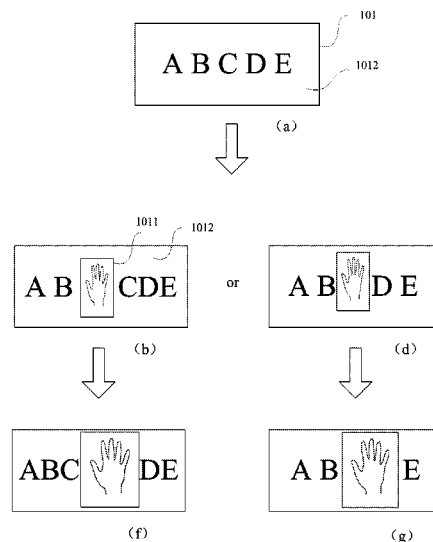 101
A B C D E
1012
(a)
1011
1012
A B CDE
or
A B D E
(b)
(d)
ABC DE
A B E
(f)
(g)